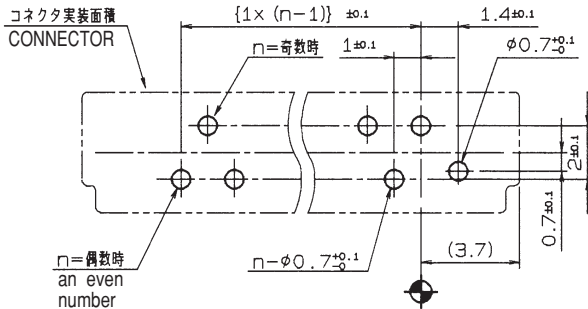 コネクタ実装面積
CONNECTOR
{1×(n-1)} ±0.1
1.4±0.1
n=奇数時
1±0.1
φ0.7+0.1 -0
2±0.1
0.7±0.1
n=偶数時
an even
number
n-φ0.7+0.1 -0
(3.7)